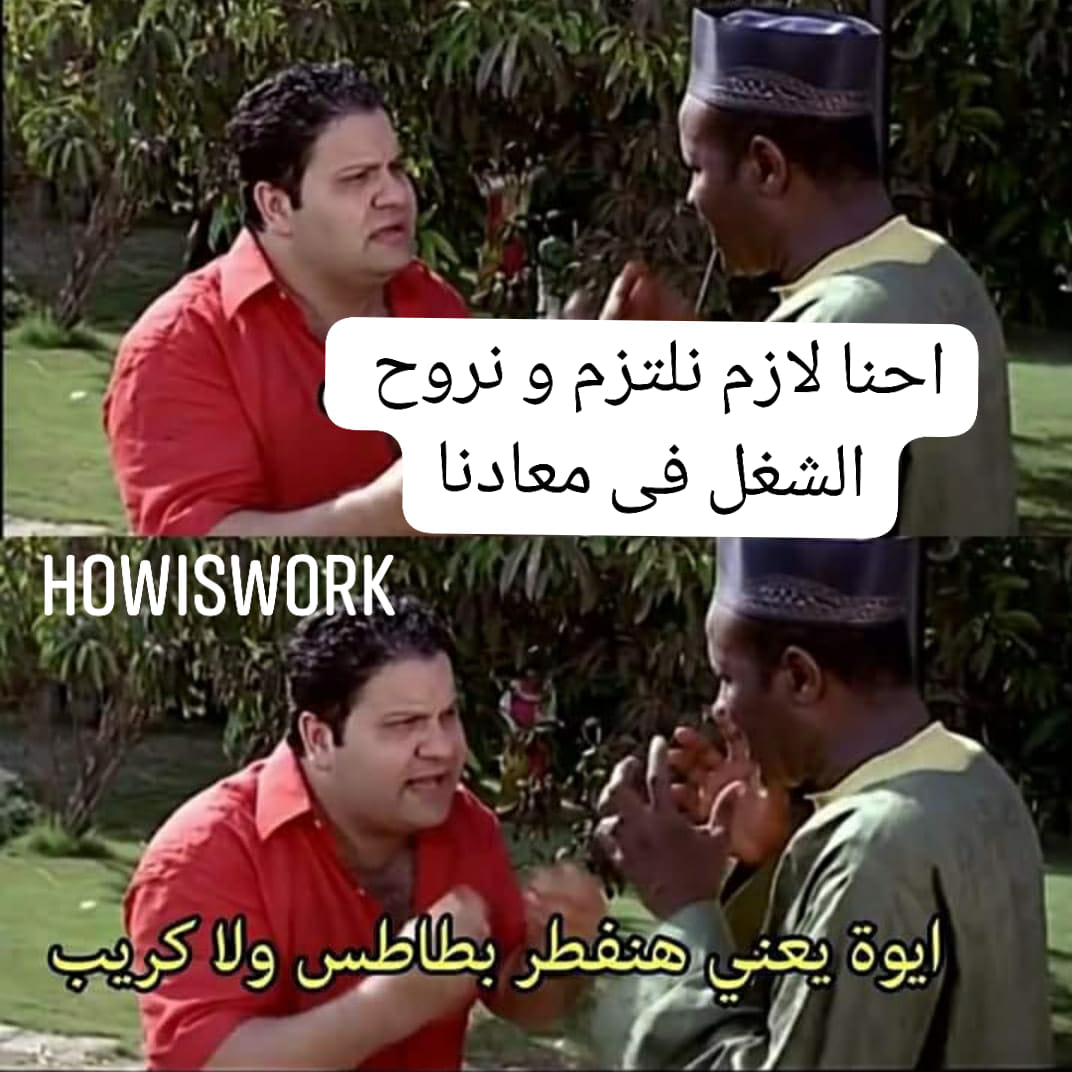 احنا لازم نلتزم و نروح
الشغل فى معادنا
HOWISWORK
ايوة يعني هنفطر بطاطس ولا كريب